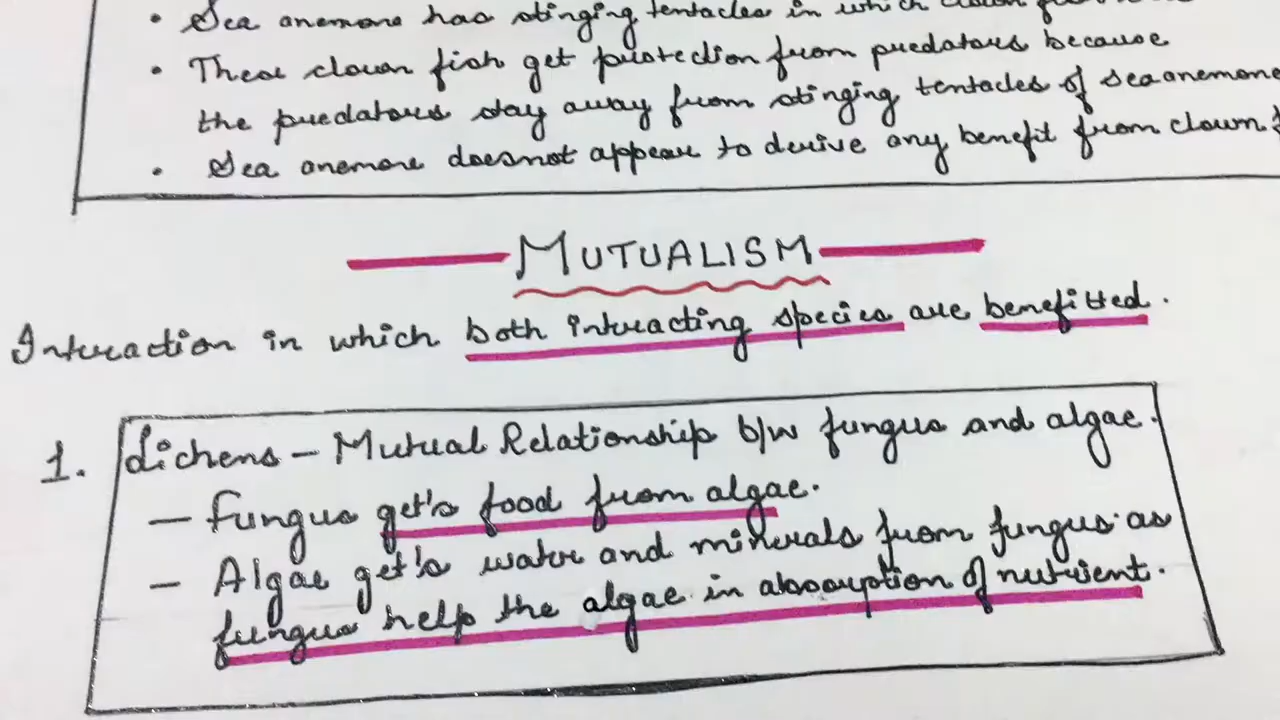 • Sea anemone has stinging tentacles in which clown
• These clown fish get protection from predators because
the predators stay away from stinging tentacles of sea anemone
• Sea anemone doesnot appear to derive any benefit from clown
MUTUALISM
Interaction in which both interacting species are benefitted.
1. Lichens – Mutual Relationship b/w fungus and algae.
– Fungus get's food from algae.
– Algae get's water and minerals from fungus as
fungus help the algae in absorption of nutrient.